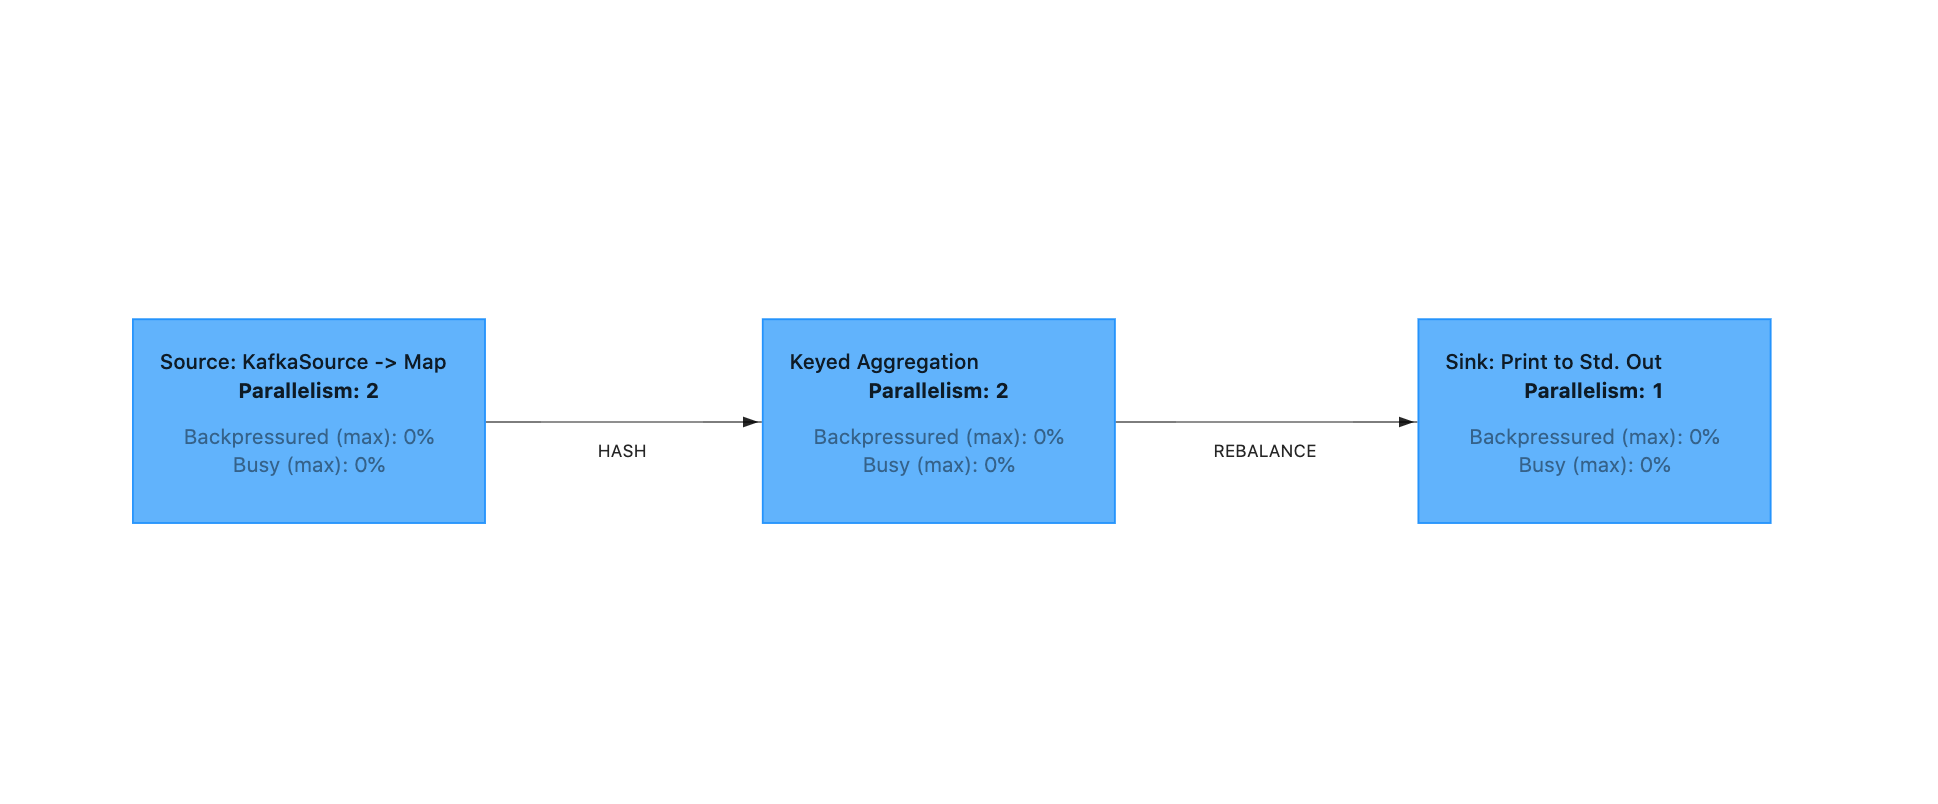 Source: KafkaSource -> Map
Parallelism: 2
Backpressured (max): 0%
Busy (max): 0%
HASH
Keyed Aggregation
Parallelism: 2
Backpressured (max): 0%
Busy (max): 0%
REBALANCE
Sink: Print to Std. Out
Parallelism: 1
Backpressured (max): 0%
Busy (max): 0%